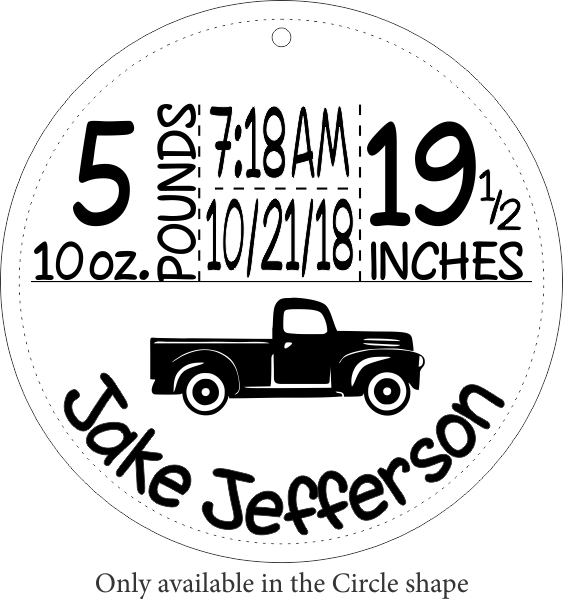 5 POUNDS
10 oz.
7:18 AM
10/21/18
19 1/2
INCHES
Jake Jefferson
Only available in the Circle shape